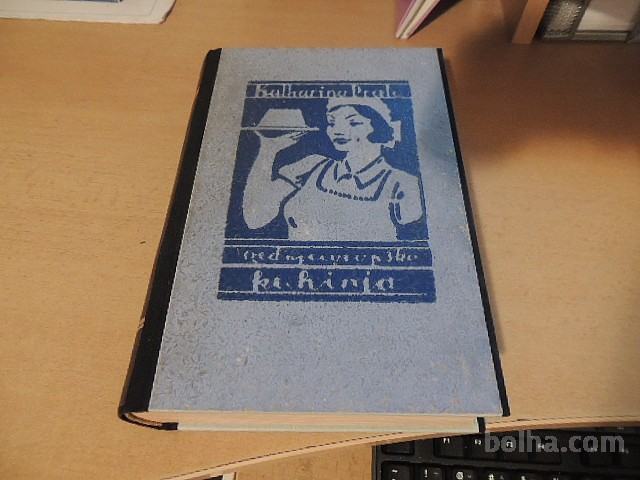 Katharina Prato
srednjeevropska
kuhinja
bolha.com